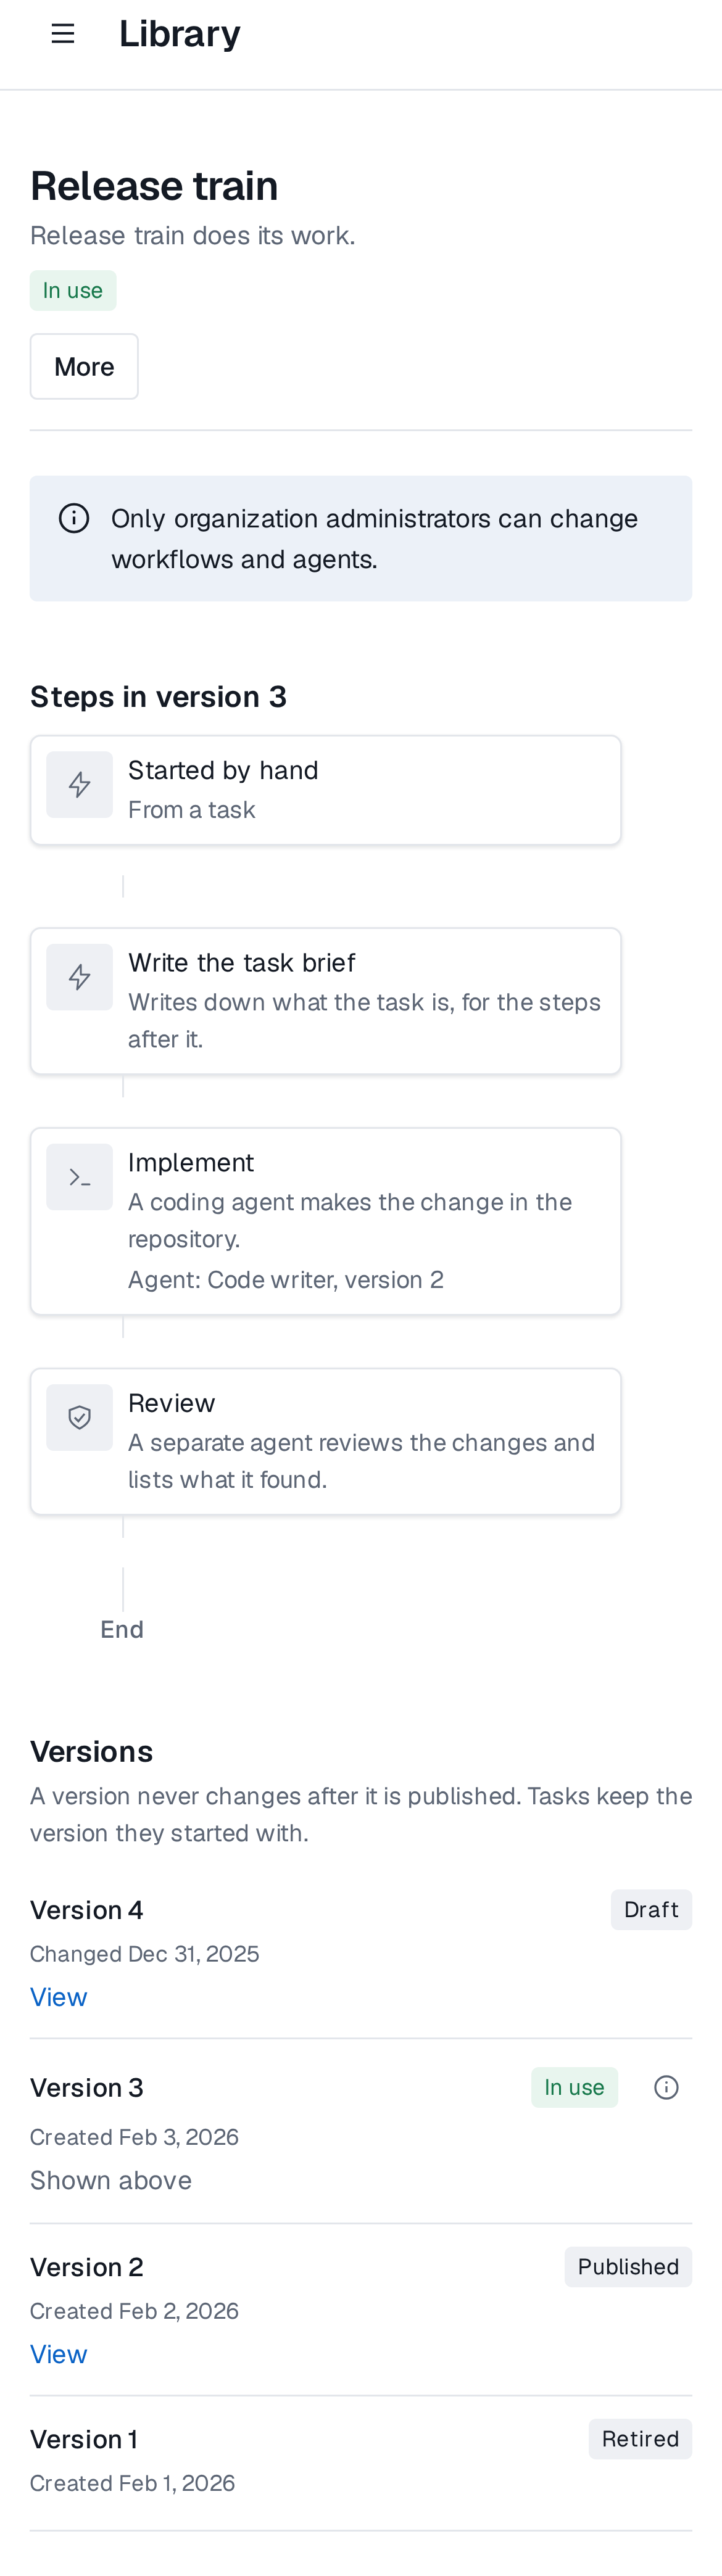 Library
Release train
Release train does its work.
In use
More
Only organization administrators can change
workflows and agents.
Steps in version 3
Started by hand
From a task
Write the task brief
Writes down what the task is, for the steps
after it.
Implement
A coding agent makes the change in the
repository.
Agent: Code writer, version 2
Review
A separate agent reviews the changes and
lists what it found.
End
Versions
A version never changes after it is published. Tasks keep the
version they started with.
Version 4
Draft
Changed Dec 31, 2025
View
Version 3
In use
Created Feb 3, 2026
Shown above
Version 2
Published
Created Feb 2, 2026
View
Version 1
Retired
Created Feb 1, 2026